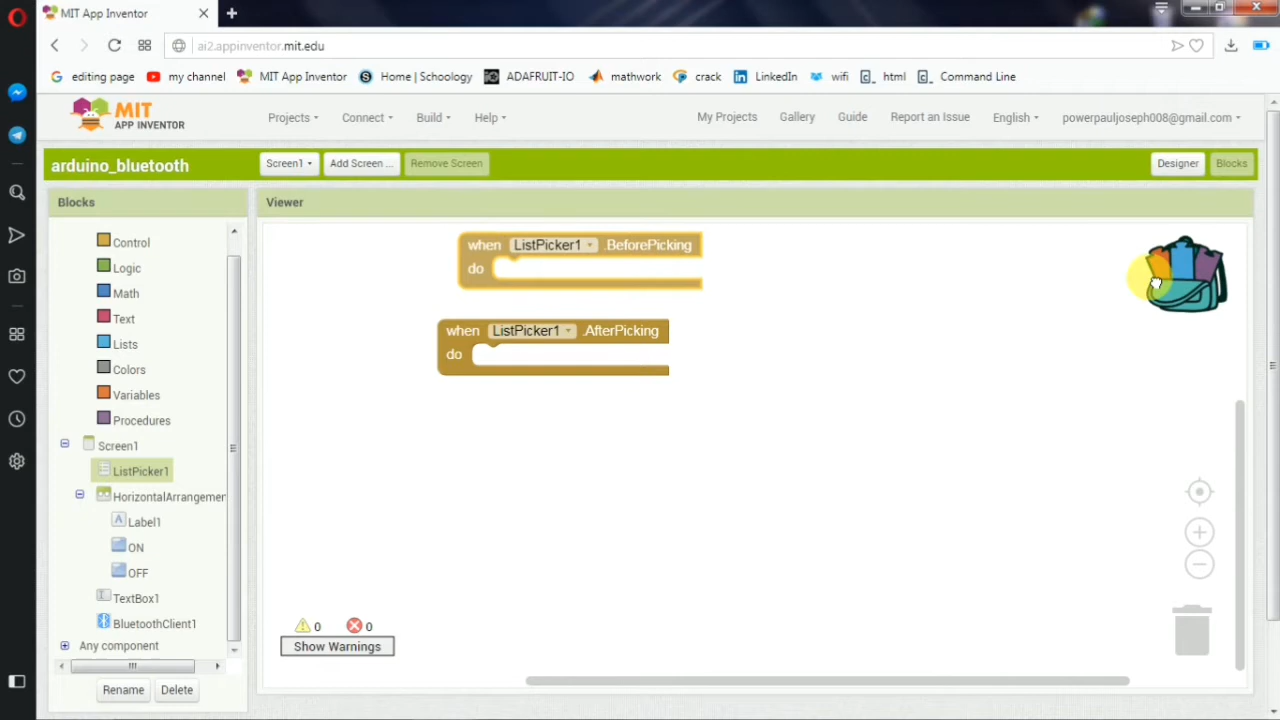 MIT App Inventor
ai2.appinventor.mit.edu
editing page my channel MIT App Inventor Home | Schoology ADAFRUIT-IO mathwork crack LinkedIn wifi html Command Line
MIT
APP INVENTOR
Projects Connect Build Help My Projects Gallery Guide Report an Issue English powerpauljoseph008@gmail.com
arduino_bluetooth Screen1 Add Screen ... Remove Screen Designer Blocks
Blocks Viewer
Control
Logic
Math
Text
Lists
Colors
Variables
Procedures
Screen1
ListPicker1
HorizontalArrangemer
Label1
ON
OFF
TextBox1
BluetoothClient1
Any component
Rename Delete
when ListPicker1 .BeforePicking
do
when ListPicker1 .AfterPicking
do
0 0
Show Warnings